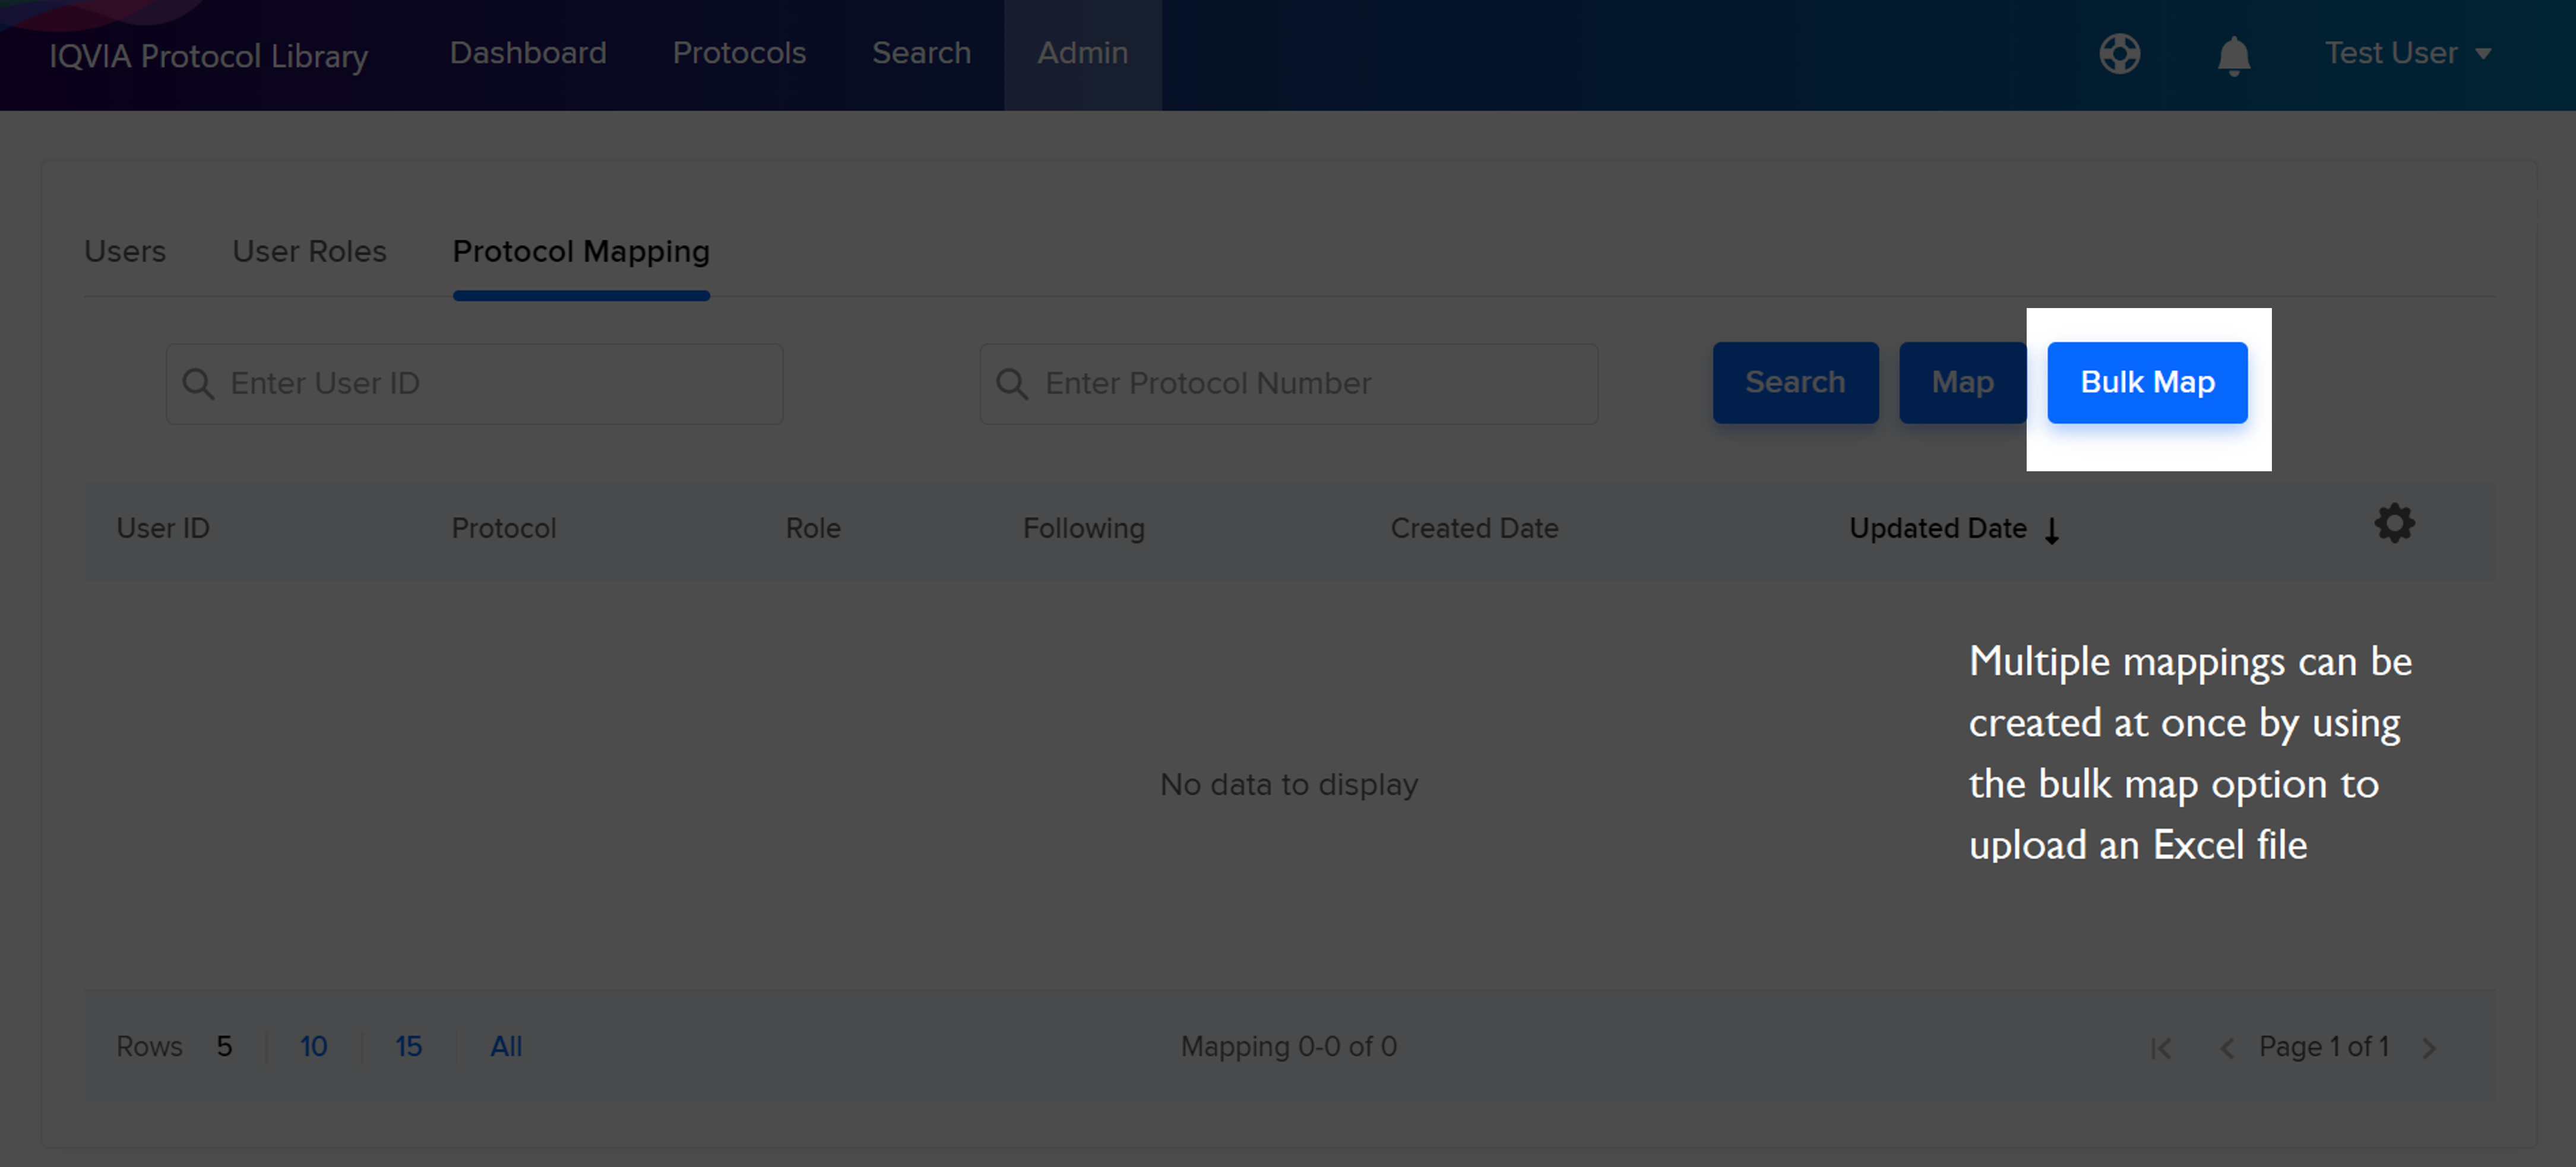 IQVIA Protocol Library Dashboard Protocols Search Admin Test User
Users User Roles Protocol Mapping
Enter User ID Enter Protocol Number Search Map Bulk Map
User ID Protocol Role Following Created Date Updated Date
Multiple mappings can be
created at once by using
the bulk map option to
upload an Excel file
No data to display
Rows 5 10 15 All Mapping 0-0 of 0 Page 1 of 1